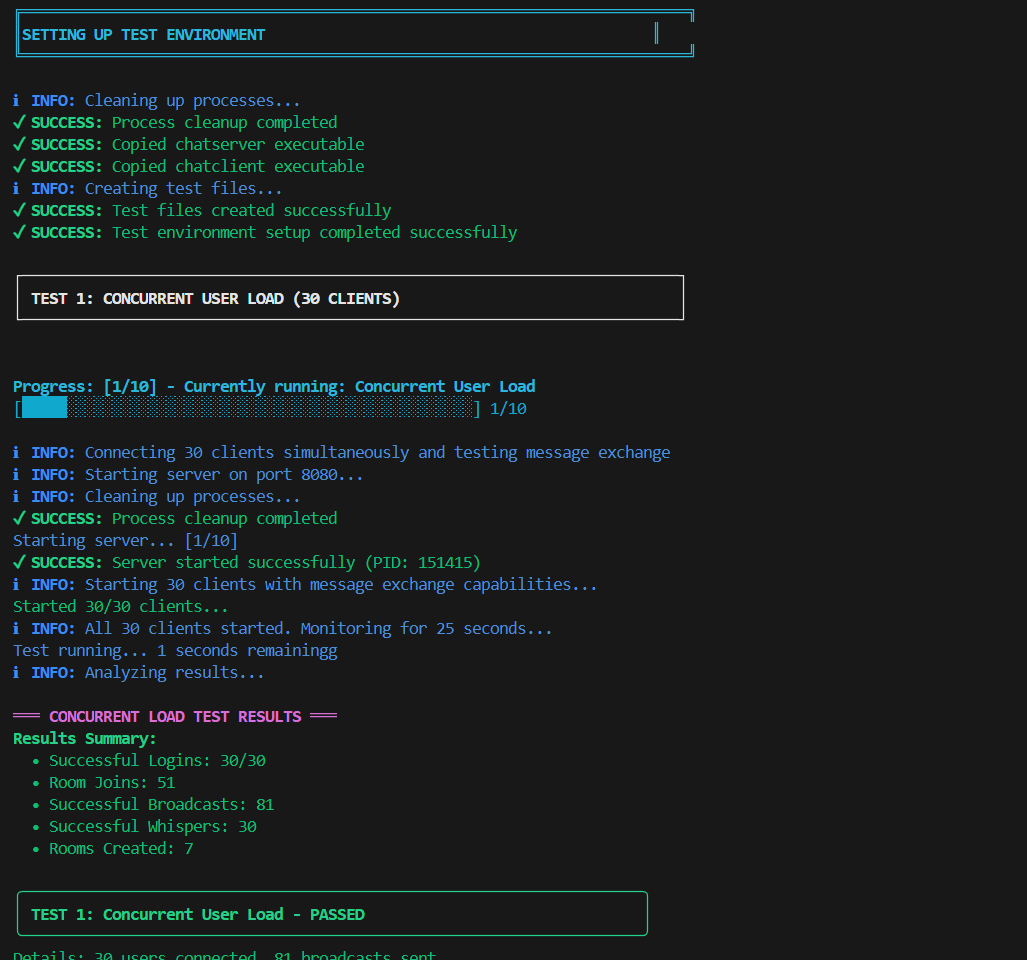 SETTING UP TEST ENVIRONMENT
ℹ INFO: Cleaning up processes...
✓ SUCCESS: Process cleanup completed
✓ SUCCESS: Copied chatserver executable
✓ SUCCESS: Copied chatclient executable
ℹ INFO: Creating test files...
✓ SUCCESS: Test files created successfully
✓ SUCCESS: Test environment setup completed successfully
TEST 1: CONCURRENT USER LOAD (30 CLIENTS)
Progress: [1/10] - Currently running: Concurrent User Load
[█████░░░░░░░░░░░░░░░░░░░░░░░░░░░░░░░░░░░░░░░░░░░░░] 1/10
ℹ INFO: Connecting 30 clients simultaneously and testing message exchange
ℹ INFO: Starting server on port 8080...
ℹ INFO: Cleaning up processes...
✓ SUCCESS: Process cleanup completed
Starting server... [1/10]
✓ SUCCESS: Server started successfully (PID: 151415)
ℹ INFO: Starting 30 clients with message exchange capabilities...
Started 30/30 clients...
ℹ INFO: All 30 clients started. Monitoring for 25 seconds...
Test running... 1 seconds remainingg
ℹ INFO: Analyzing results...
═══ CONCURRENT LOAD TEST RESULTS ═══
Results Summary:
• Successful Logins: 30/30
• Room Joins: 51
• Successful Broadcasts: 81
• Successful Whispers: 30
• Rooms Created: 7
TEST 1: Concurrent User Load - PASSED
Details: 30 users connected, 81 broadcasts sent